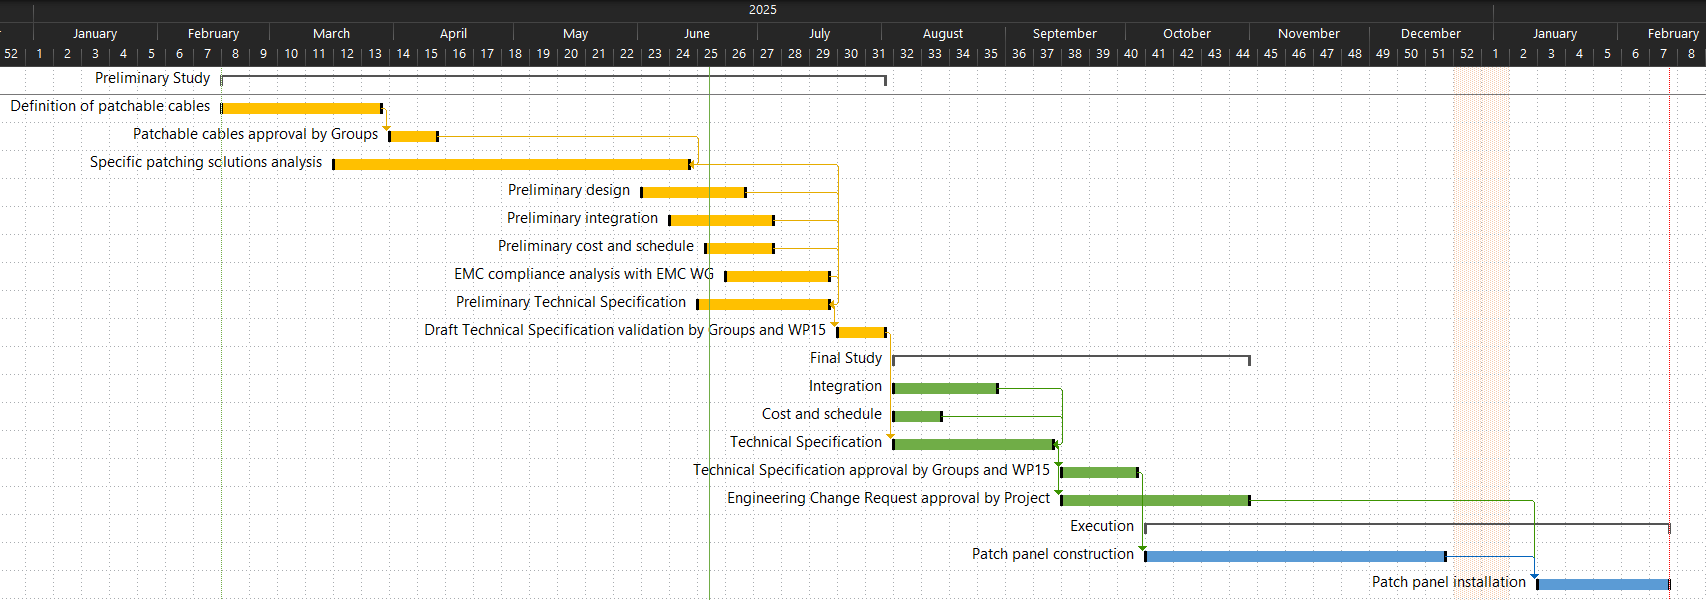 2025
January February March April May June July August September October November December January February
52 1 2 3 4 5 6 7 8 9 10 11 12 13 14 15 16 17 18 19 20 21 22 23 24 25 26 27 28 29 30 31 32 33 34 35 36 37 38 39 40 41 42 43 44 45 46 47 48 49 50 51 52 1 2 3 4 5 6 7 8
Preliminary Study
Definition of patchable cables
Patchable cables approval by Groups
Specific patching solutions analysis
Preliminary design
Preliminary integration
Preliminary cost and schedule
EMC compliance analysis with EMC WG
Preliminary Technical Specification
Draft Technical Specification validation by Groups and WP15
Final Study
Integration
Cost and schedule
Technical Specification
Technical Specification approval by Groups and WP15
Engineering Change Request approval by Project
Execution
Patch panel construction
Patch panel installation